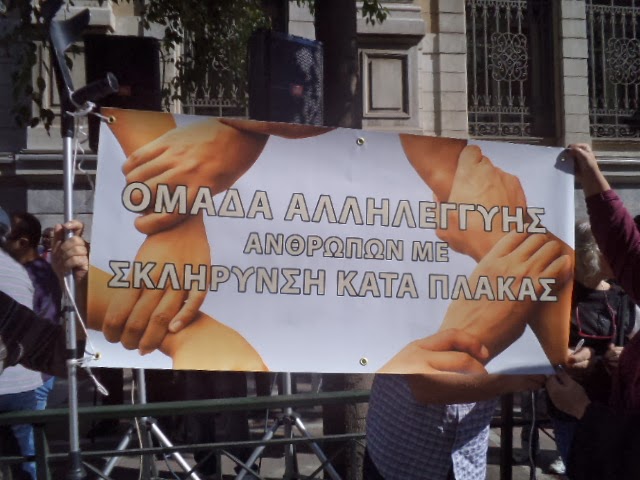 ΟΜΑΔΑ ΑΛΛΗΛΕΓΓΥΗΣ
ΑΝΘΡΩΠΩΝ ΜΕ
ΣΚΛΗΡΥΝΣΗ ΚΑΤΑ ΠΛΑΚΑΣ